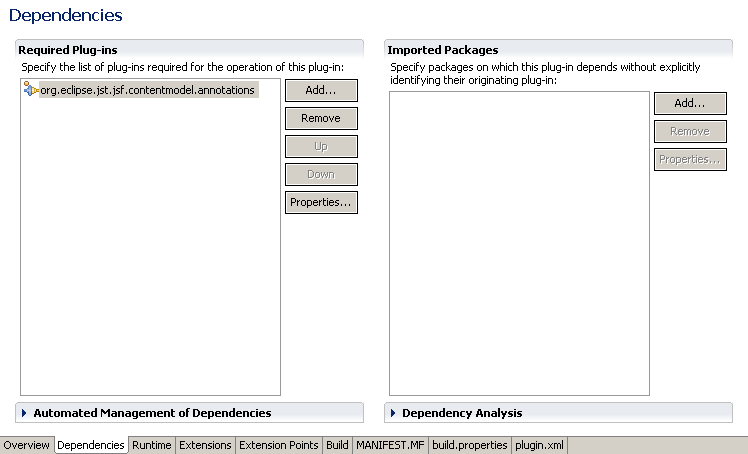 Dependencies
Required Plug-ins
Specify the list of plug-ins required for the operation of this plug-in:
org.eclipse.jst.jsf.contentmodel.annotations
Add...
Remove
Up
Down
Properties...
Imported Packages
Specify packages on which this plug-in depends without explicitly
identifying their originating plug-in:
Add...
Remove
Properties...
Automated Management of Dependencies
Dependency Analysis
Overview Dependencies Runtime Extensions Extension Points Build MANIFEST.MF build.properties plugin.xml